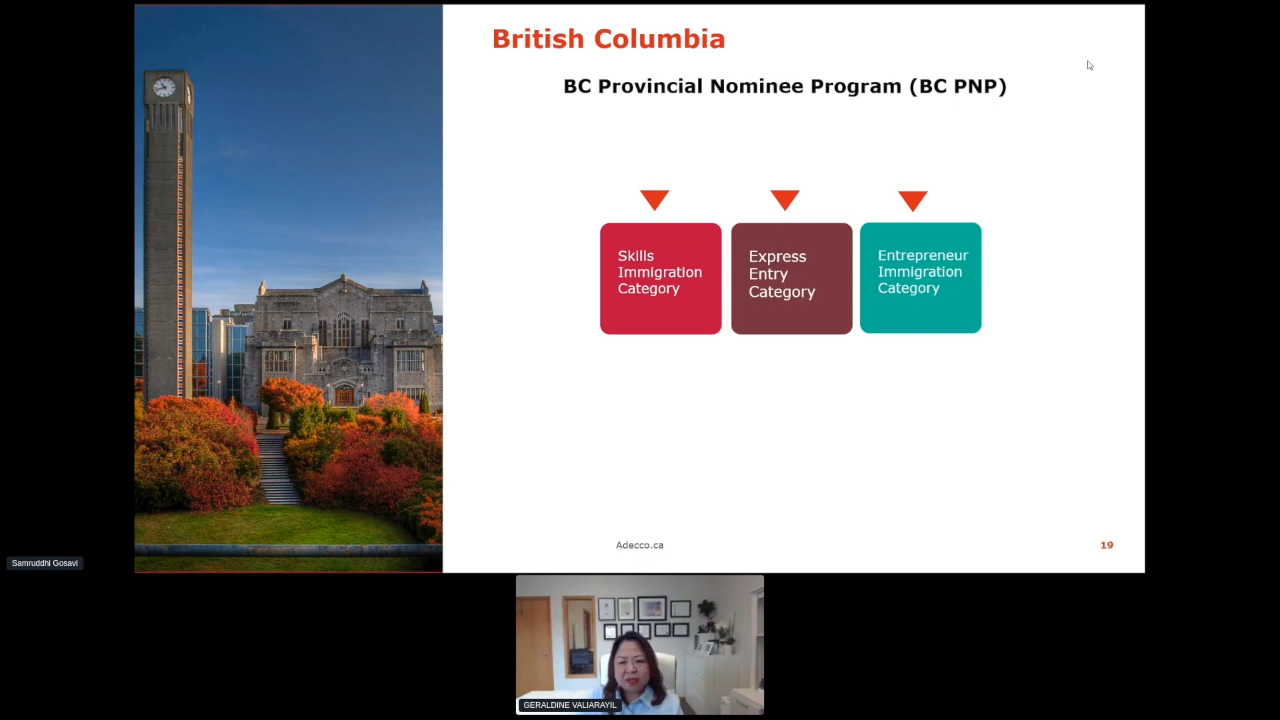 British Columbia
BC Provincial Nominee Program (BC PNP)
Skills
Immigration
Category
Express
Entry
Category
Entrepreneur
Immigration
Category
Adecco.ca
19
Samruddhi Gosavi
GERALDINE VALIARAYIL